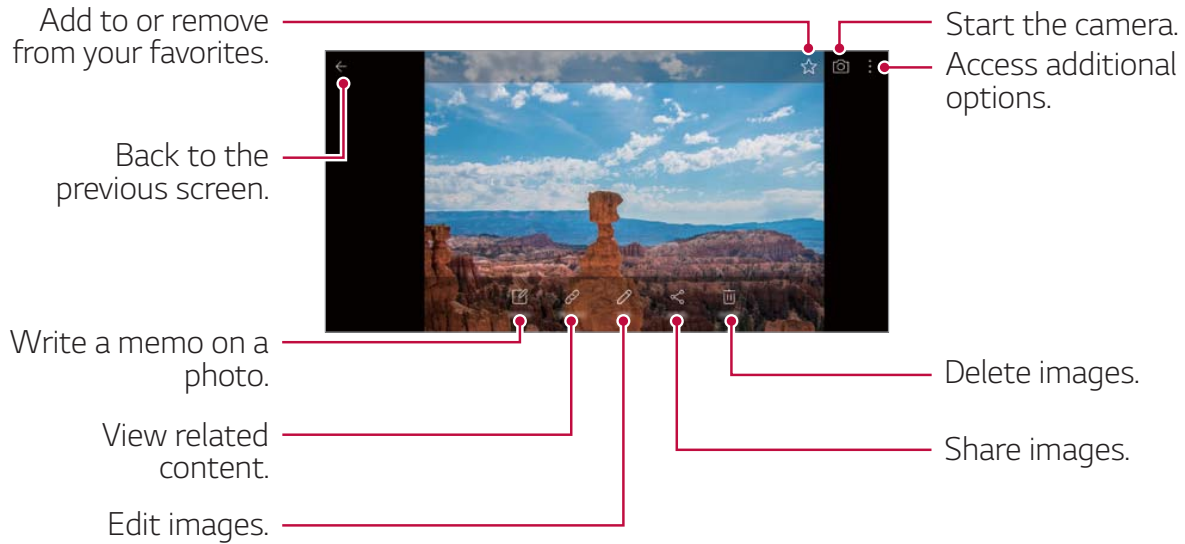 Add to or remove
from your favorites.
Back to the
previous screen.
Write a memo on a
photo.
View related
content.
Edit images.
Start the camera.
Access additional
options.
Delete images.
Share images.